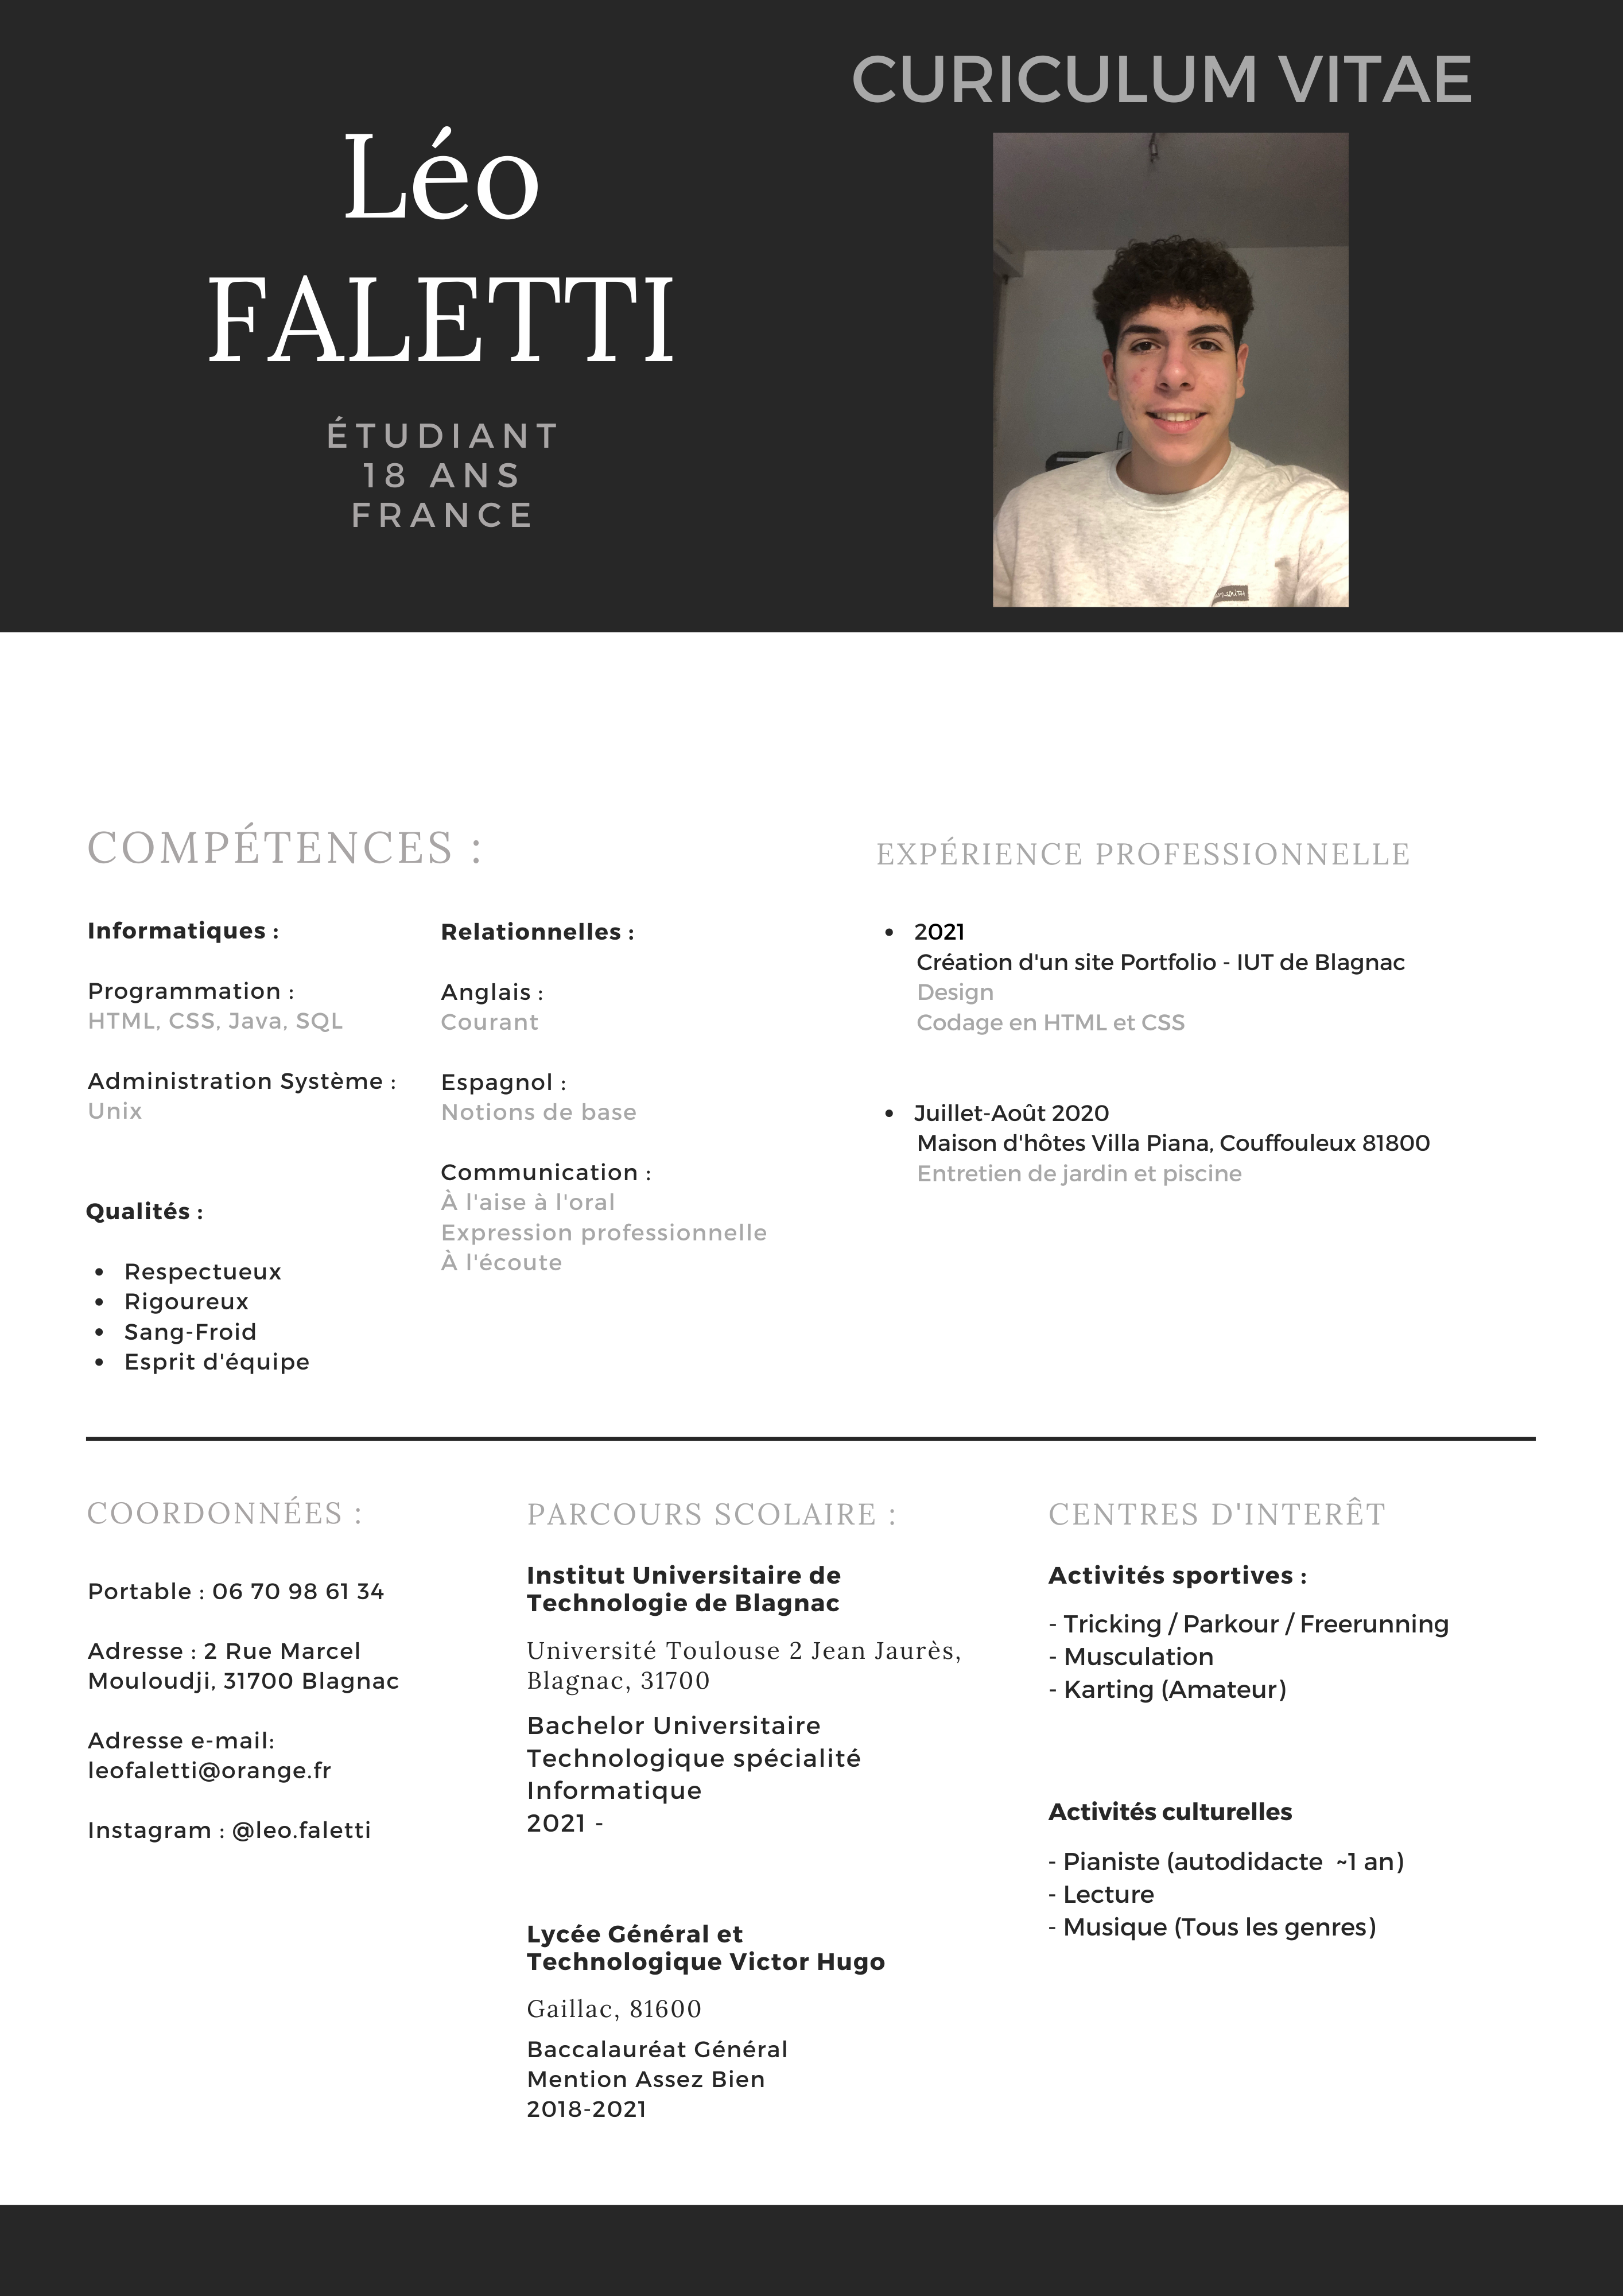 CURICULUM VITAE
Léo
FALETTI
ÉTUDIANT
18 ANS
FRANCE
COMPÉTENCES :
Informatiques :
Programmation :
HTML, CSS, Java, SQL
Administration Système :
Unix
Qualités :
• Respectueux
• Rigoureux
• Sang-Froid
• Esprit d'équipe
Relationnelles :
Anglais :
Courant
Espagnol :
Notions de base
Communication :
À l'aise à l'oral
Expression professionnelle
À l'écoute
EXPÉRIENCE PROFESSIONNELLE
• 2021
Création d'un site Portfolio - IUT de Blagnac
Design
Codage en HTML et CSS
• Juillet-Août 2020
Maison d'hôtes Villa Piana, Couffouleux 81800
Entretien de jardin et piscine
COORDONNÉES :
Portable : 06 70 98 61 34
Adresse : 2 Rue Marcel
Mouloudji, 31700 Blagnac
Adresse e-mail:
leofaletti@orange.fr
Instagram : @leo.faletti
PARCOURS SCOLAIRE :
Institut Universitaire de
Technologie de Blagnac
Université Toulouse 2 Jean Jaurès,
Blagnac, 31700
Bachelor Universitaire
Technologique spécialité
Informatique
2021 -
Lycée Général et
Technologique Victor Hugo
Gaillac, 81600
Baccalauréat Général
Mention Assez Bien
2018-2021
CENTRES D'INTERÊT
Activités sportives :
- Tricking / Parkour / Freerunning
- Musculation
- Karting (Amateur)
Activités culturelles
- Pianiste (autodidacte ~1 an)
- Lecture
- Musique (Tous les genres)